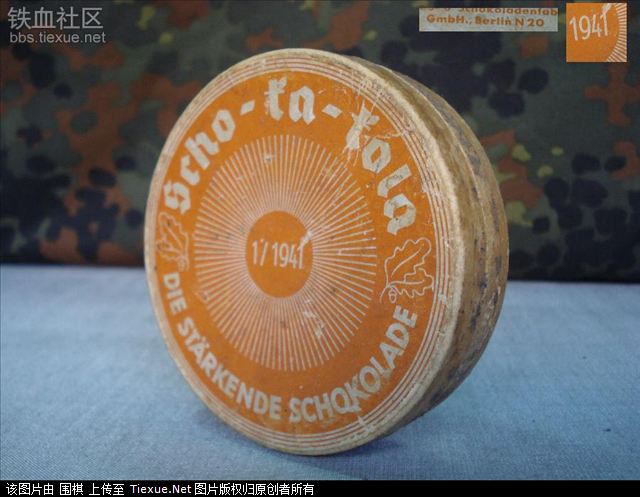 铁血社区
bbs.tiexue.net
Schokoladenfab
GmbH., Berlin N 20
1941
Scho-ka-kola
1/1941
DIE STÄRKENDE SCHOKOLADE
该图片由 围棋 上传至 Tiexue.Net 图片版权归原创者所有